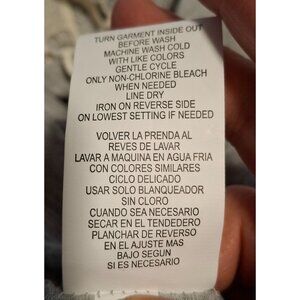 TURN GARMENT INSIDE OUT
BEFORE WASH
MACHINE WASH COLD
WITH LIKE COLORS
GENTLE CYCLE
ONLY NON-CHLORINE BLEACH
WHEN NEEDED
LINE DRY
IRON ON REVERSE SIDE
ON LOWEST SETTING IF NEEDED
VOLVER LA PRENDA AL
REVES DE LAVAR
LAVAR A MAQUINA EN AGUA FRIA
CON COLORES SIMILARES
CICLO DELICADO
USAR SOLO BLANQUEADOR
SIN CLORO
CUANDO SEA NECESARIO
SECAR EN EL TENDEDERO
PLANCHAR DE REVERSO
EN EL AJUSTE MAS
BAJO SEGUN
SI ES NECESARIO